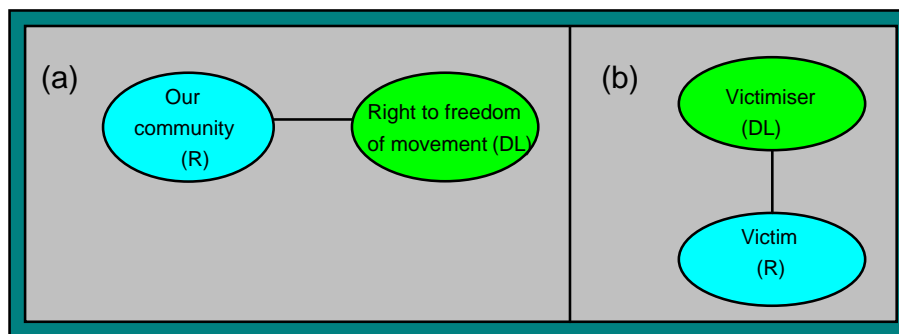 (a)
Our
community
(R)
Right to freedom
of movement (DL)
(b)
Victimiser
(DL)
Victim
(R)